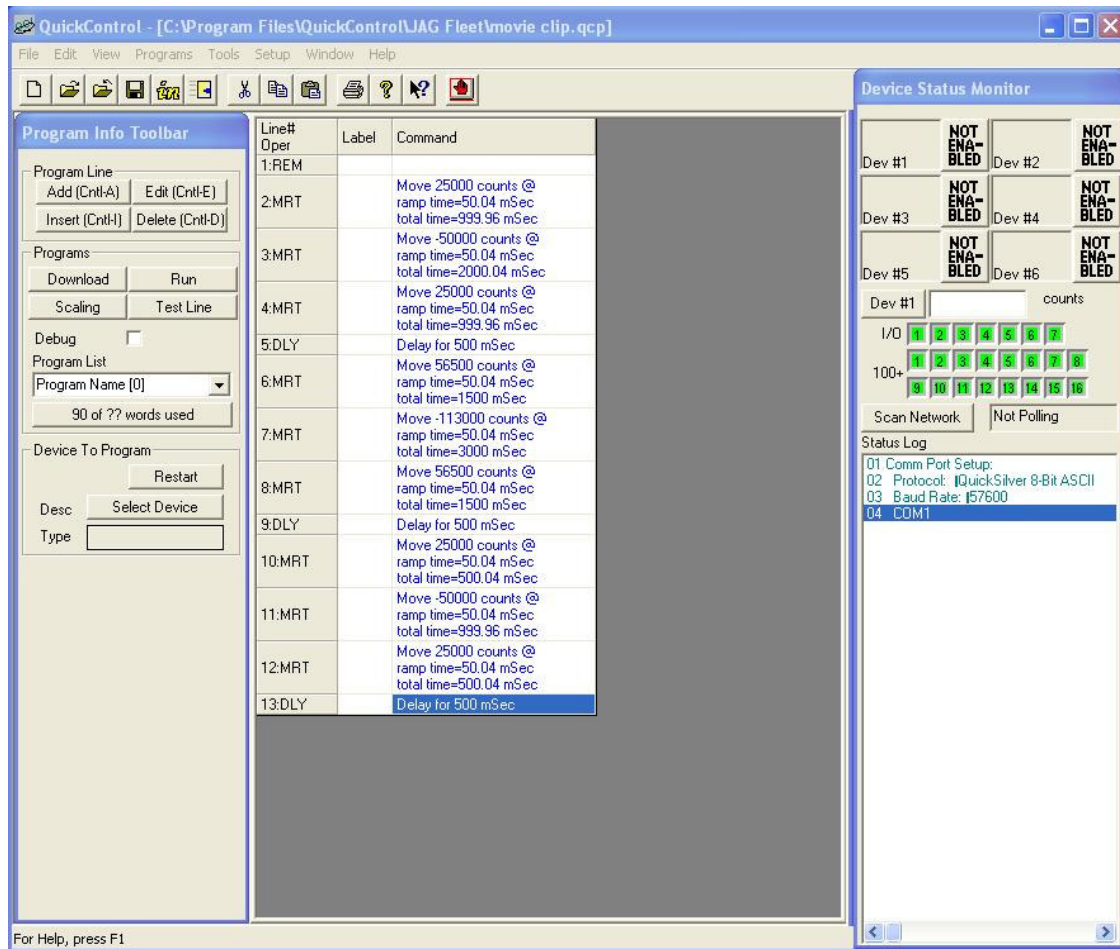 QuickControl - [C:\Program Files\QuickControl\JAG Fleet\movie clip.qcp]
File Edit View Programs Tools Setup Window Help
Program Info Toolbar
Program Line
Add (Cntl-A) Edit (Cntl-E)
Insert (Cntl-I) Delete (Cntl-D)
Programs
Download Run
Scaling Test Line
Debug
Program List
Program Name [0]
90 of ?? words used
Device To Program
Restart
Desc Select Device
Type
Line# Oper Label Command
1:REM
2:MRT Move 25000 counts @
ramp time=50.04 mSec
total time=999.96 mSec
3:MRT Move -50000 counts @
ramp time=50.04 mSec
total time=2000.04 mSec
4:MRT Move 25000 counts @
ramp time=50.04 mSec
total time=999.96 mSec
5:DLY Delay for 500 mSec
6:MRT Move 56500 counts @
ramp time=50.04 mSec
total time=1500 mSec
7:MRT Move -113000 counts @
ramp time=50.04 mSec
total time=3000 mSec
8:MRT Move 56500 counts @
ramp time=50.04 mSec
total time=1500 mSec
9:DLY Delay for 500 mSec
10:MRT Move 25000 counts @
ramp time=50.04 mSec
total time=500.04 mSec
11:MRT Move -50000 counts @
ramp time=50.04 mSec
total time=999.96 mSec
12:MRT Move 25000 counts @
ramp time=50.04 mSec
total time=500.04 mSec
13:DLY Delay for 500 mSec
Device Status Monitor
Dev #1 NOT ENA-BLED Dev #2 NOT ENA-BLED
Dev #3 NOT ENA-BLED Dev #4 NOT ENA-BLED
Dev #5 NOT ENA-BLED Dev #6 NOT ENA-BLED
Dev #1 counts
I/O 1 2 3 4 5 6 7
100+ 1 2 3 4 5 6 7 8
9 10 11 12 13 14 15 16
Scan Network Not Polling
Status Log
01 Comm Port Setup:
02 Protocol: |QuickSilver 8-Bit ASCII
03 Baud Rate: |57600
04 COM1
For Help, press F1